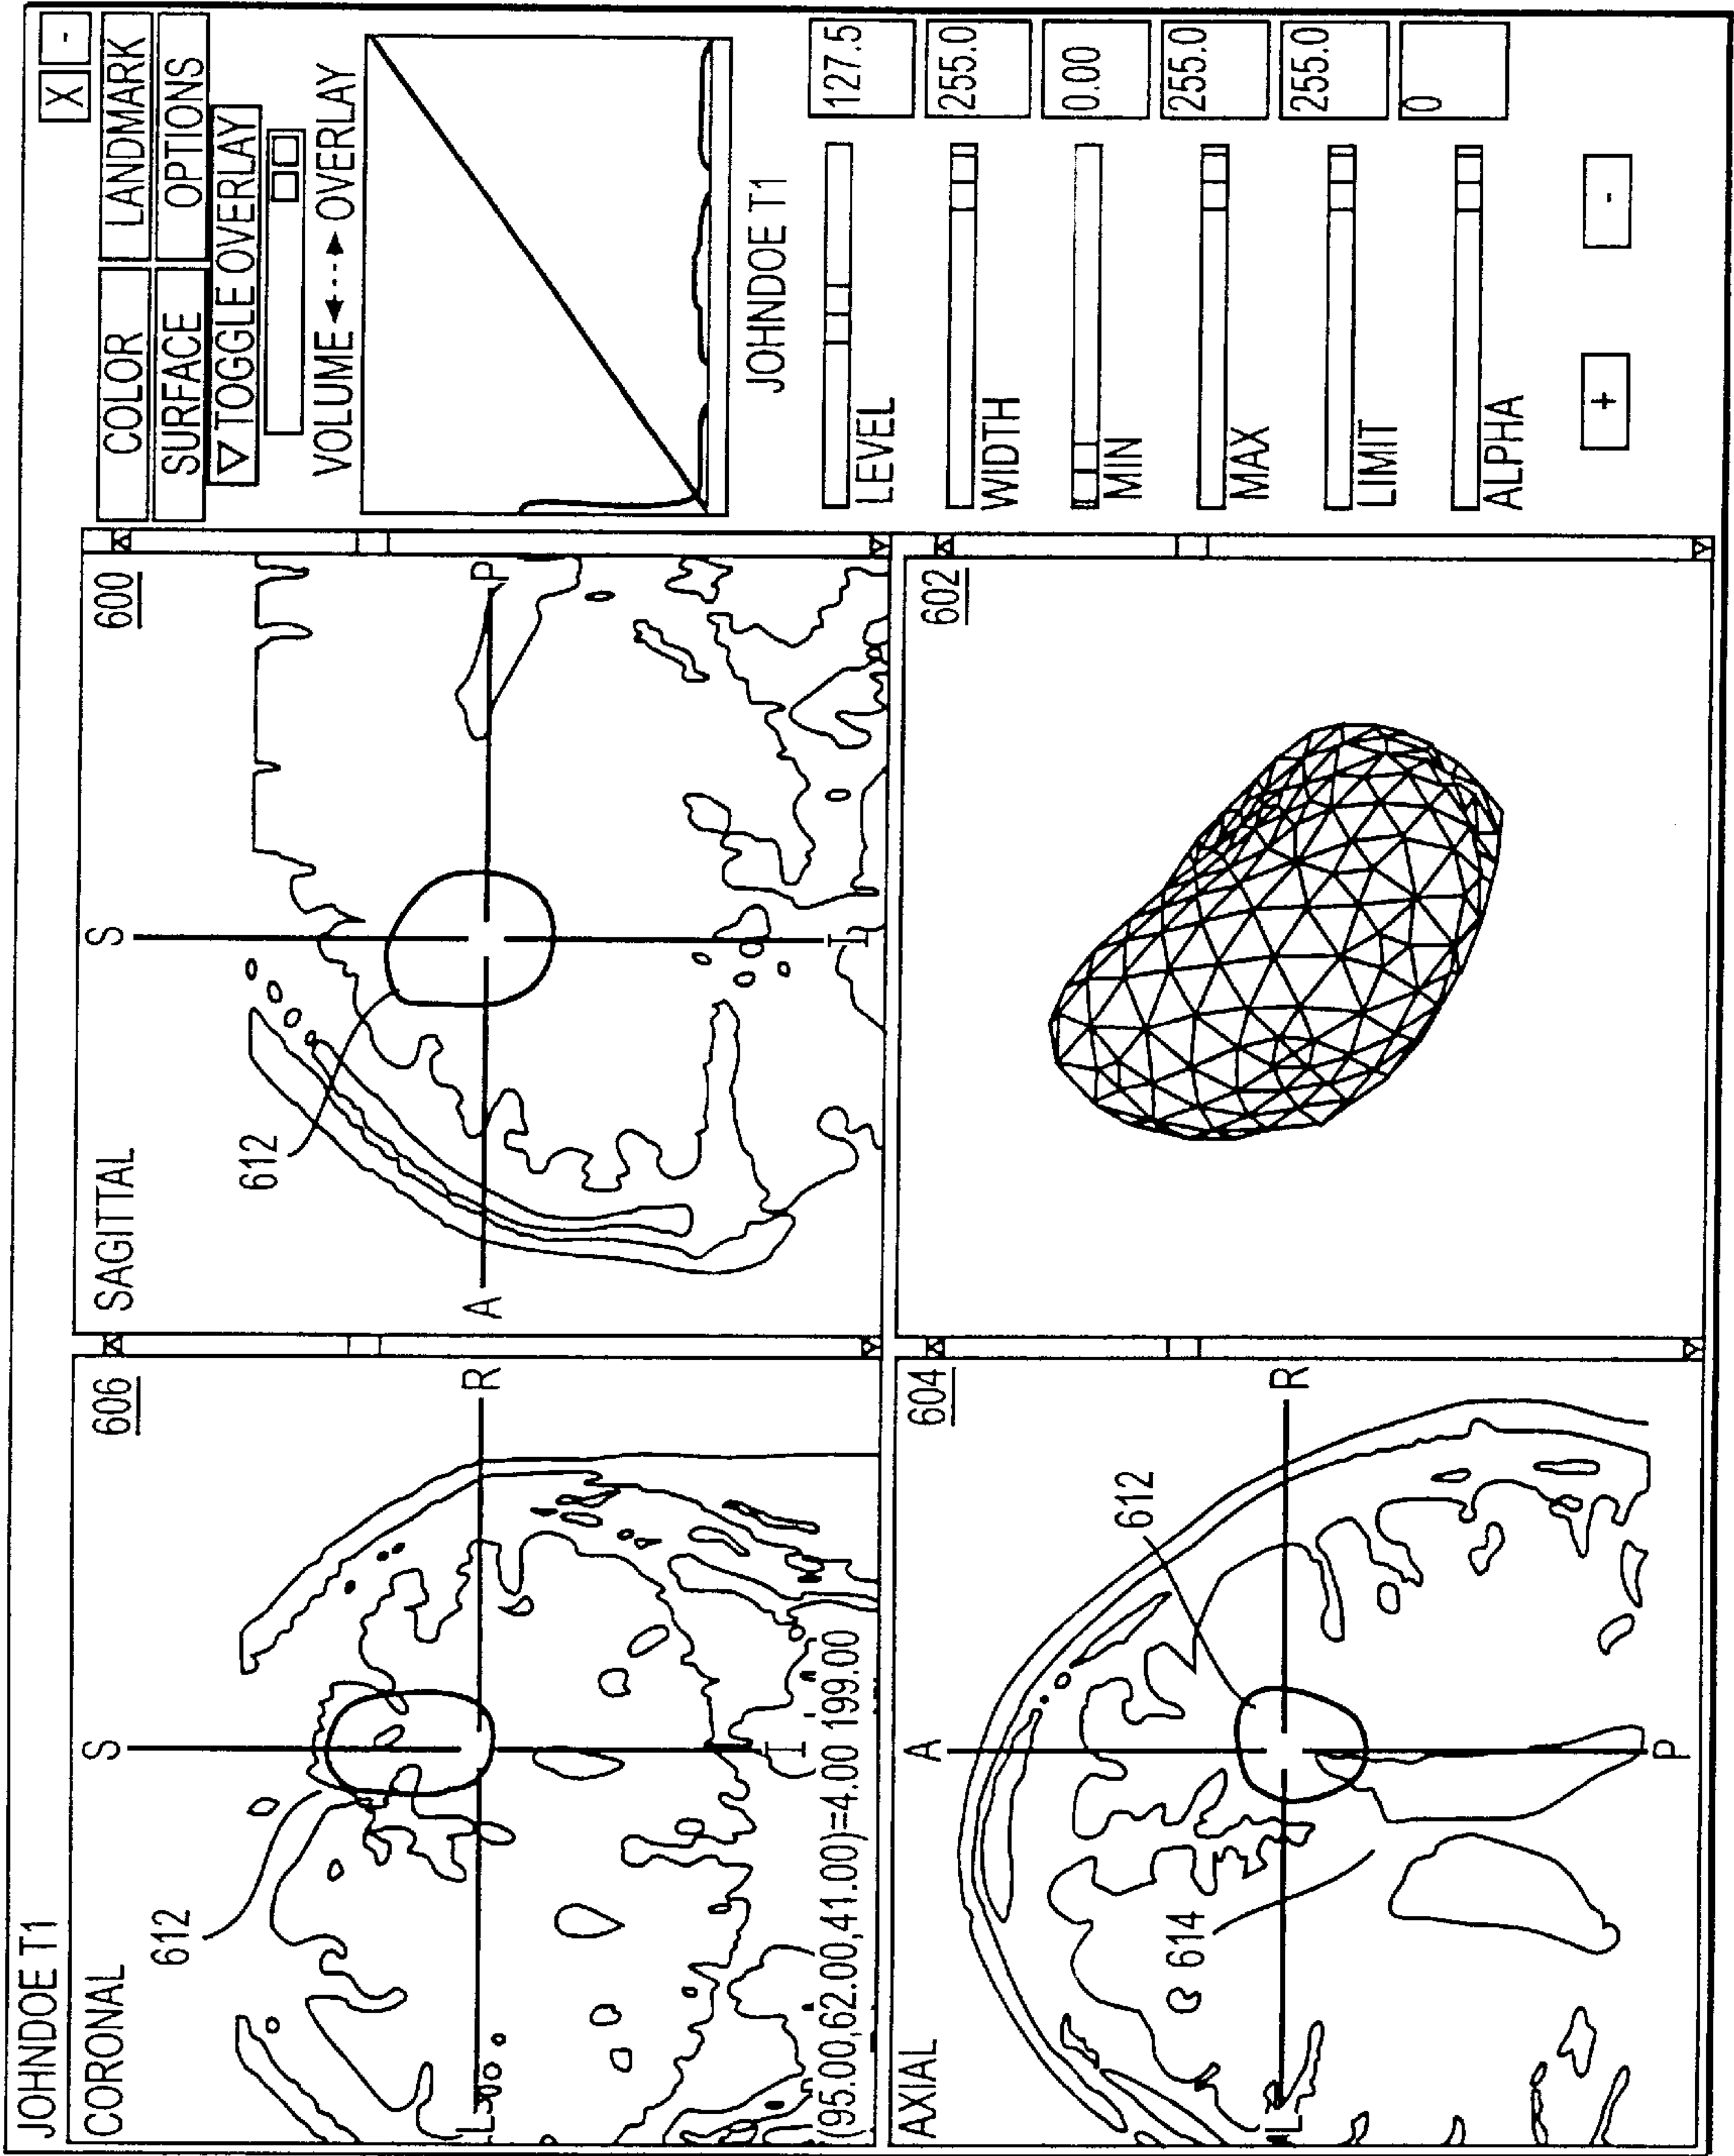 JOHNDOE T1
X -
CORONAL
606
S
612
L
R
I
(95.00,62.00,41.00)=4.00 199.00
SAGITTAL
600
S
612
A
P
I
AXIAL
604
A
612
614
L
R
P
602
COLOR LANDMARK
SURFACE OPTIONS
TOGGLE OVERLAY
VOLUME OVERLAY
JOHNDOE T1
LEVEL 127.5
WIDTH 255.0
MIN 0.00
MAX 255.0
LIMIT 255.0
ALPHA 0
+ -